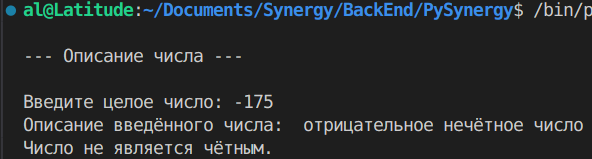 al@Latitude:~/Documents/Synergy/BackEnd/PySynergy$ /bin/p
--- Описание числа ---
Введите целое число: -175
Описание введённого числа:  отрицательное нечётное число
Число не является чётным.